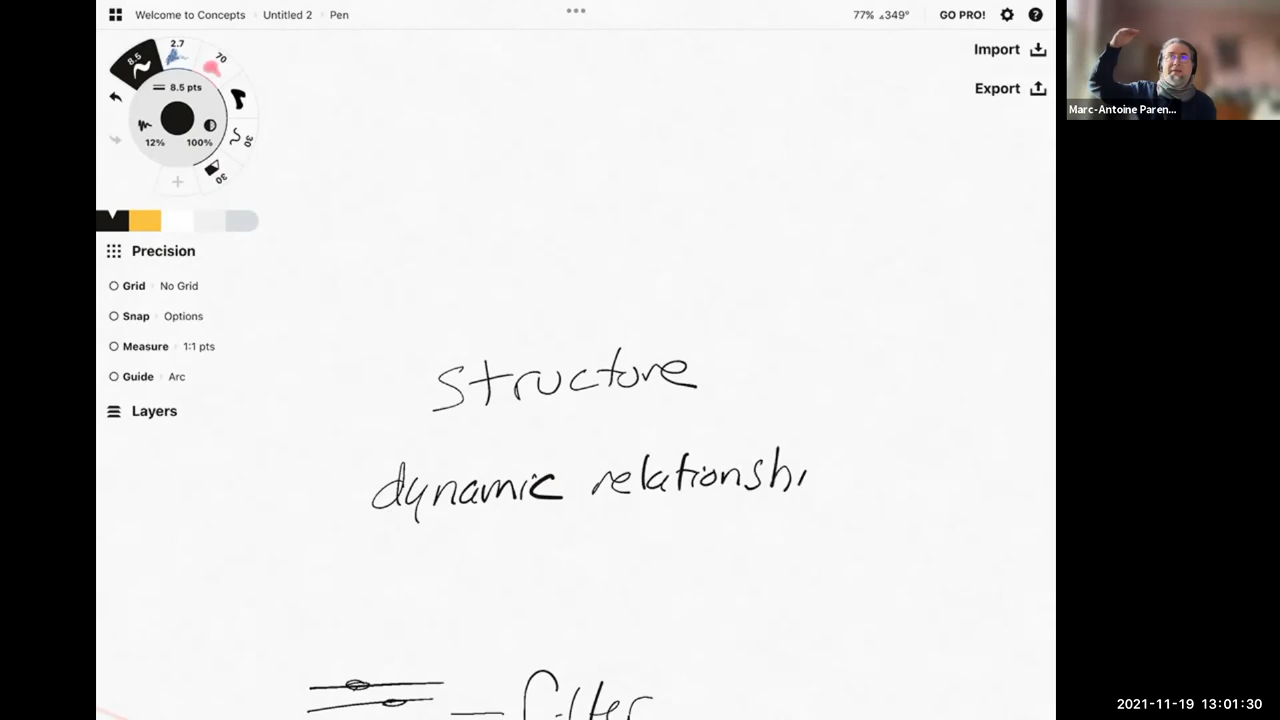 Welcome to Concepts › Untitled 2 › Pen
77% ⦟349°
GO PRO!
Import
Export
8.5
2.7
70
8.5 pts
12%
100%
30
30
Precision
Grid No Grid
Snap Options
Measure 1:1 pts
Guide Arc
Layers
Marc-Antoine Paren...
structure
dynamic relationshi
— filter
2021-11-19 13:01:30